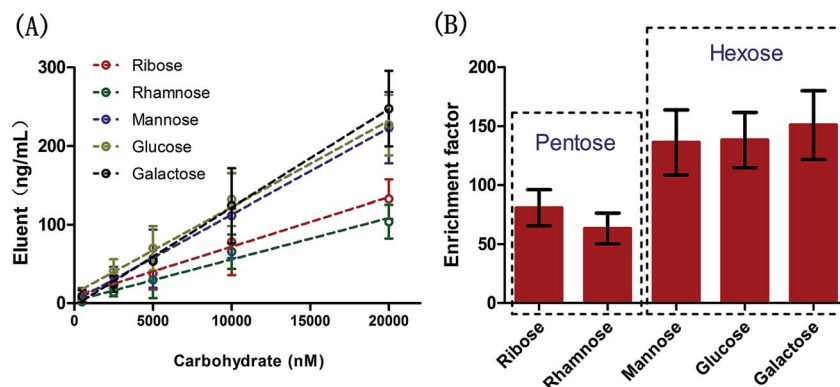 (A)
Eluent (ng/mL)
300
200
100
0
Ribose
Rhamnose
Mannose
Glucose
Galactose
0
5000
10000
15000
20000
Carbohydrate (nM)
(B)
Enrichment factor
200
150
100
50
0
Pentose
Hexose
Ribose
Rhamnose
Mannose
Glucose
Galactose